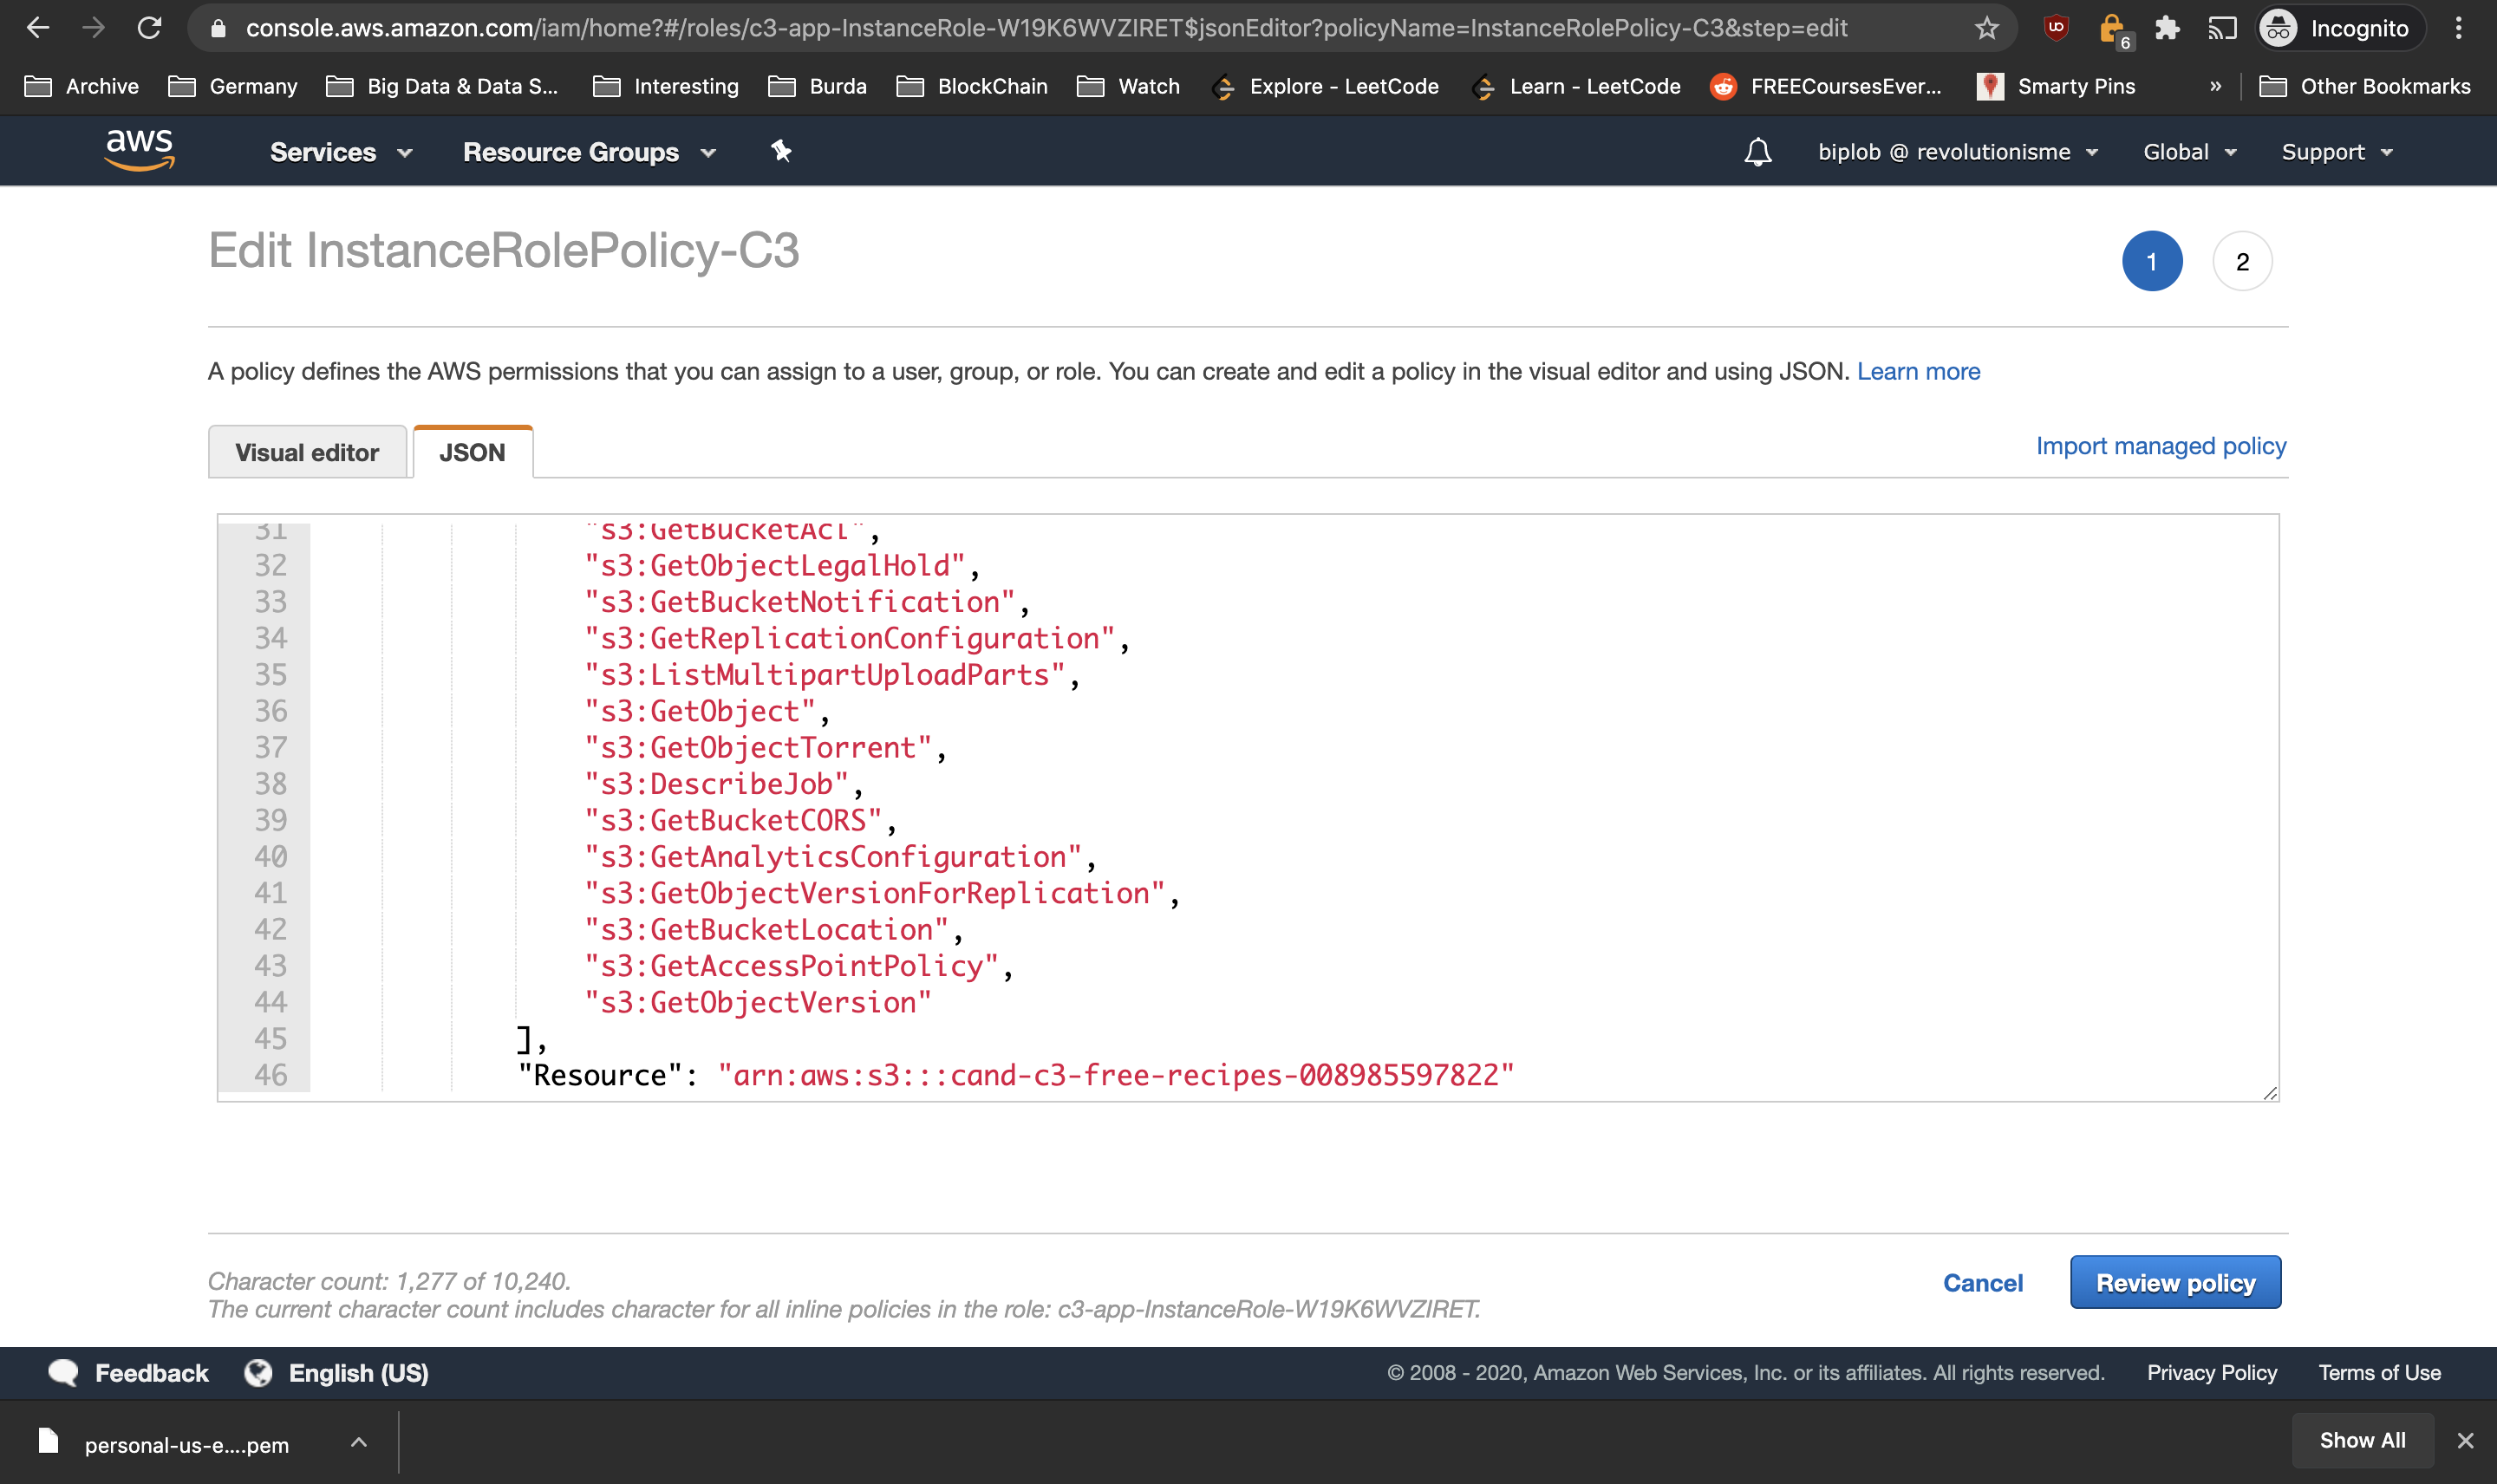 console.aws.amazon.com/iam/home?#/roles/c3-app-InstanceRole-W19K6WVZIRET$jsonEditor?policyName=InstanceRolePolicy-C3&step=edit
6
Incognito
Archive Germany Big Data & Data S... Interesting Burda BlockChain Watch Explore - LeetCode Learn - LeetCode FREECoursesEver... Smarty Pins » Other Bookmarks
aws Services Resource Groups biplob @ revolutionisme Global Support
Edit InstanceRolePolicy-C3
1 2
A policy defines the AWS permissions that you can assign to a user, group, or role. You can create and edit a policy in the visual editor and using JSON. Learn more
Visual editor JSON Import managed policy
31 "s3:GetBucketAcl",
32 "s3:GetObjectLegalHold",
33 "s3:GetBucketNotification",
34 "s3:GetReplicationConfiguration",
35 "s3:ListMultipartUploadParts",
36 "s3:GetObject",
37 "s3:GetObjectTorrent",
38 "s3:DescribeJob",
39 "s3:GetBucketCORS",
40 "s3:GetAnalyticsConfiguration",
41 "s3:GetObjectVersionForReplication",
42 "s3:GetBucketLocation",
43 "s3:GetAccessPointPolicy",
44 "s3:GetObjectVersion"
45 ],
46 "Resource": "arn:aws:s3:::cand-c3-free-recipes-008985597822"
Character count: 1,277 of 10,240.
The current character count includes character for all inline policies in the role: c3-app-InstanceRole-W19K6WVZIRET.
Cancel Review policy
Feedback English (US) © 2008 - 2020, Amazon Web Services, Inc. or its affiliates. All rights reserved. Privacy Policy Terms of Use
personal-us-e....pem Show All